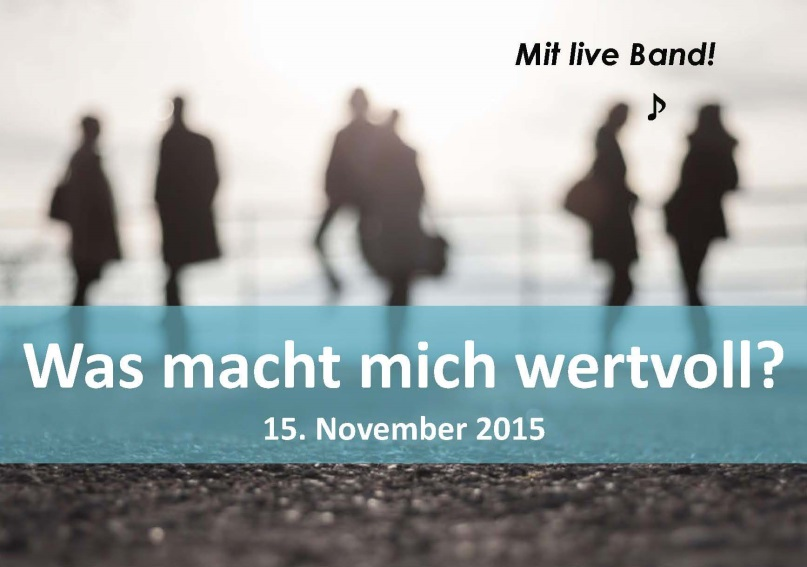 Mit live Band!
Was macht mich wertvoll?
15. November 2015